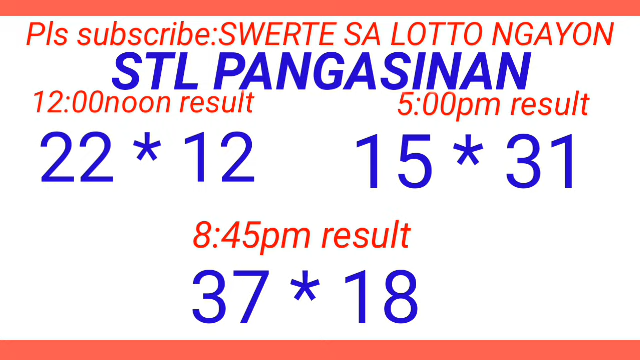 Pls subscribe:SWERTE SA LOTTO NGAYON
STL PANGASINAN
12:00noon result
22 * 12
5:00pm result
15 * 31
8:45pm result
37 * 18